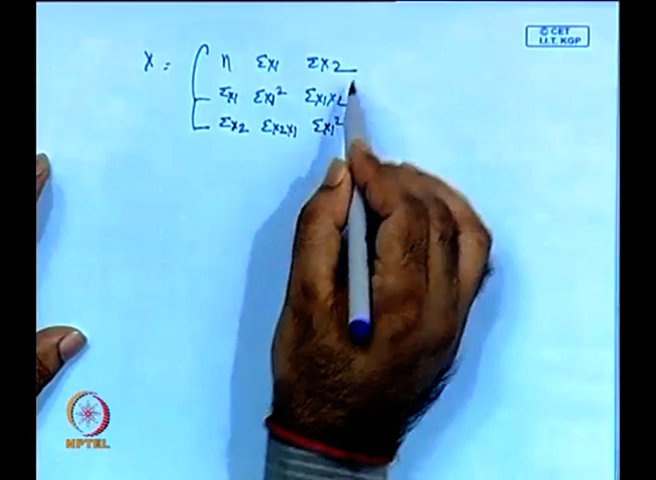 © CET
I.I.T. KGP
X = [ n Σx₁ Σx₂
Σx₁ Σx₁² Σx₁x₂
Σx₂ Σx₂x₁ Σx₁²
NPTEL